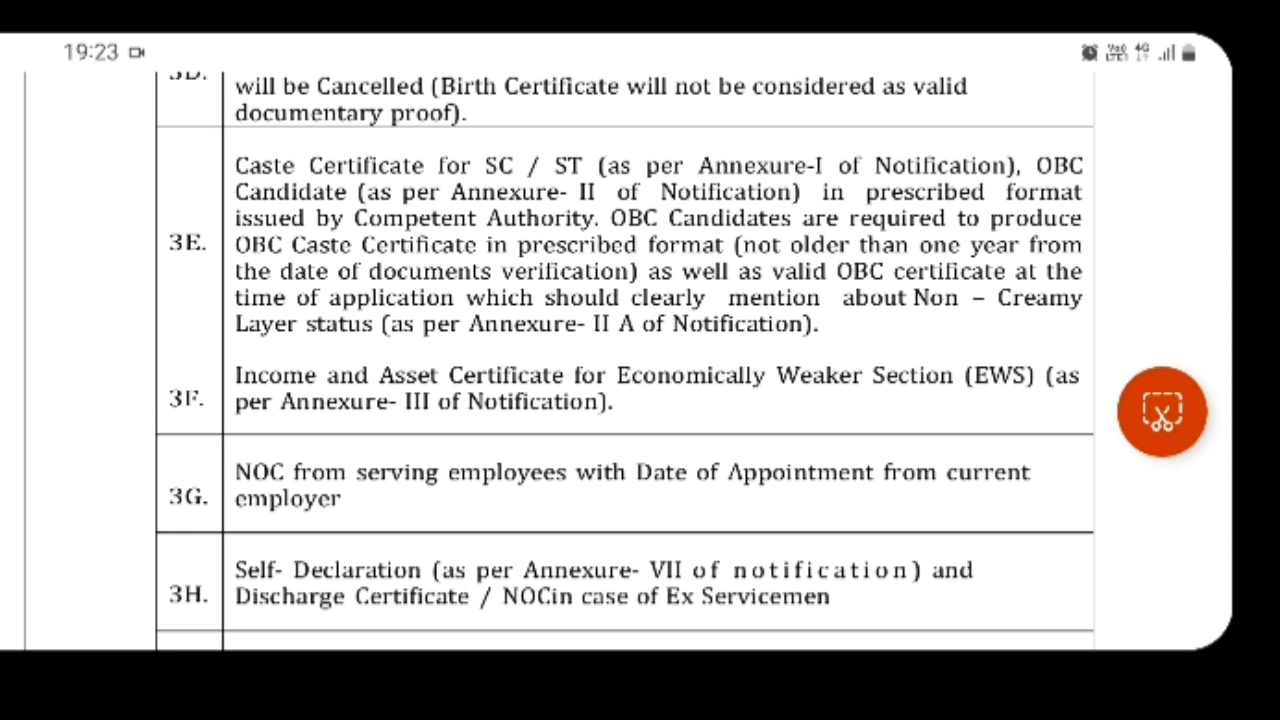 19:23
3D.
will be Cancelled (Birth Certificate will not be considered as valid
documentary proof).
3E.
Caste Certificate for SC / ST (as per Annexure-I of Notification), OBC
Candidate (as per Annexure- II of Notification) in prescribed format
issued by Competent Authority. OBC Candidates are required to produce
OBC Caste Certificate in prescribed format (not older than one year from
the date of documents verification) as well as valid OBC certificate at the
time of application which should clearly mention about Non – Creamy
Layer status (as per Annexure- II A of Notification).
3F.
Income and Asset Certificate for Economically Weaker Section (EWS) (as
per Annexure- III of Notification).
3G.
NOC from serving employees with Date of Appointment from current
employer
3H.
Self- Declaration (as per Annexure- VII of notification) and
Discharge Certificate / NOCin case of Ex Servicemen